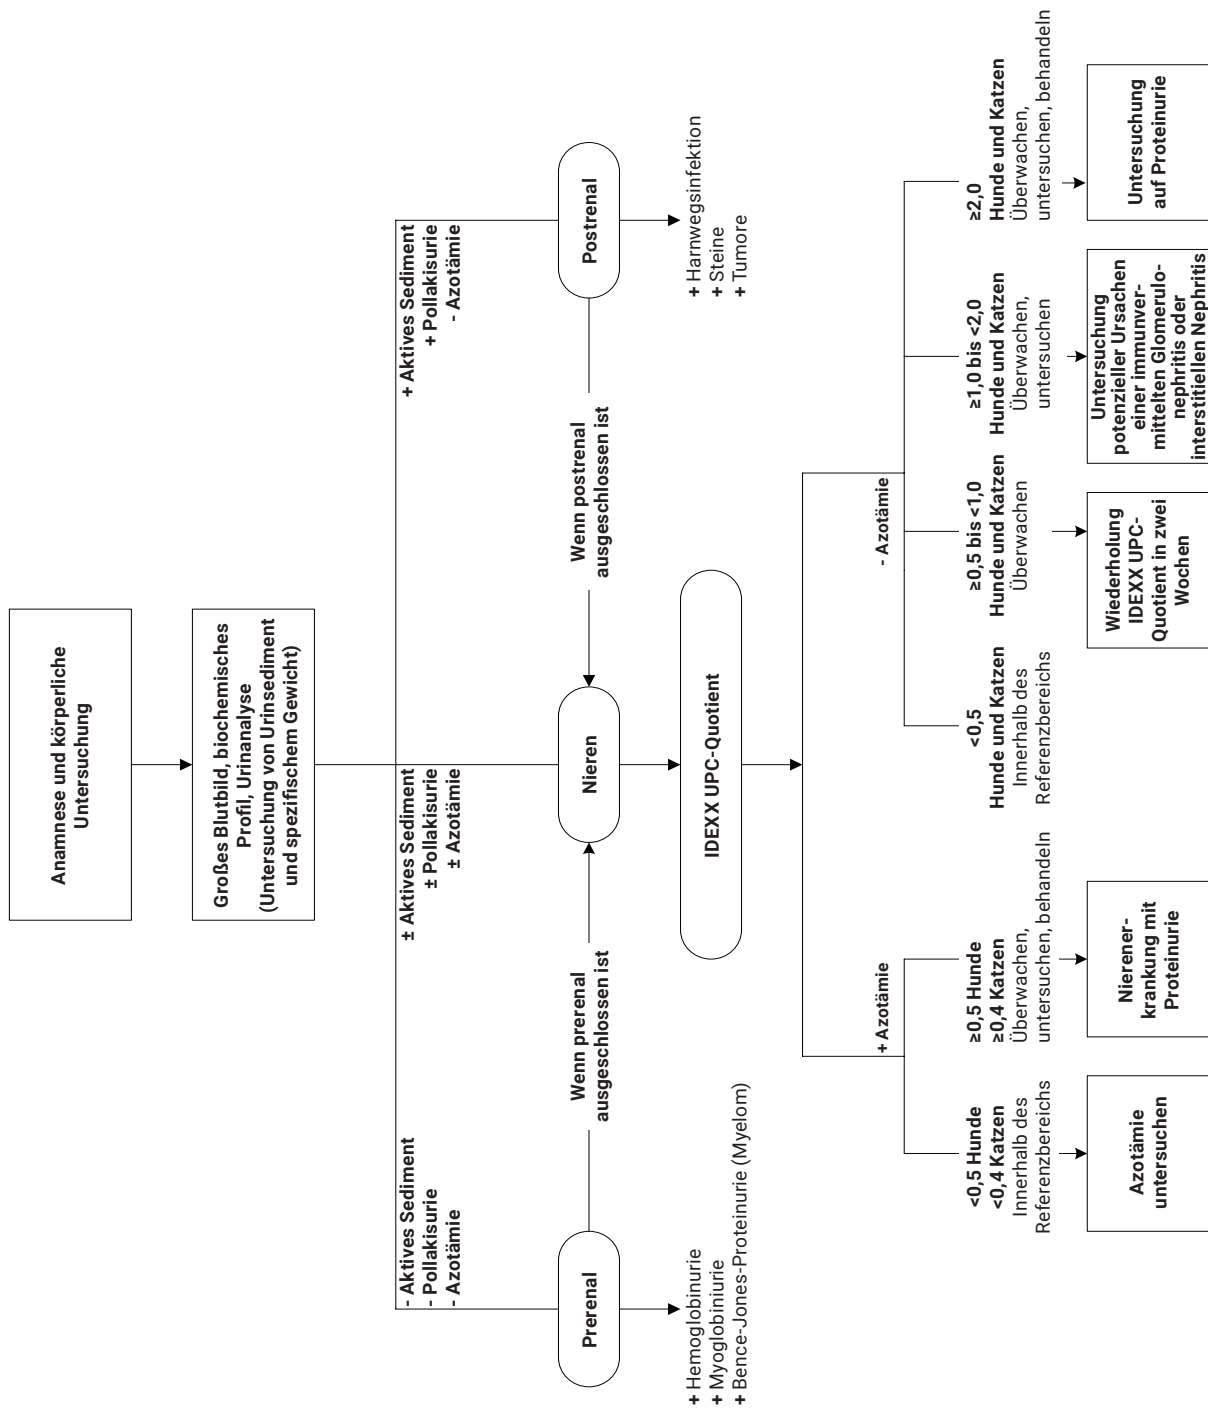 Anamnese und körperliche
Untersuchung
Großes Blutbild, biochemisches
Profil, Urinanalyse
(Untersuchung von Urinsediment
und spezifischem Gewicht)
- Aktives Sediment
- Pollakisurie
- Azotämie
± Aktives Sediment
± Pollakisurie
± Azotämie
+ Aktives Sediment
+ Pollakisurie
- Azotämie
Prerenal
Wenn prerenal
ausgeschlossen ist
Nieren
Wenn postrenal
ausgeschlossen ist
Postrenal
+ Hemoglobinurie
+ Myoglobiniurie
+ Bence-Jones-Proteinurie (Myelom)
IDEXX UPC-Quotient
+ Harnwegsinfektion
+ Steine
+ Tumore
+ Azotämie
- Azotämie
<0,5 Hunde
<0,4 Katzen
Innerhalb des
Referenzbereichs
≥0,5 Hunde
≥0,4 Katzen
Überwachen,
untersuchen, behandeln
<0,5
Hunde und Katzen
Innerhalb des
Referenzbereichs
≥0,5 bis <1,0
Hunde und Katzen
Überwachen
≥1,0 bis <2,0
Hunde und Katzen
Überwachen,
untersuchen
≥2,0
Hunde und Katzen
Überwachen,
untersuchen, behandeln
Azotämie
untersuchen
Nierener-
krankung mit
Proteinurie
Wiederholung
IDEXX UPC-
Quotient in zwei
Wochen
Untersuchung
potenzieller Ursachen
einer immunver-
mittelten Glomerulo-
nephritis oder
interstitiellen Nephritis
Untersuchung
auf Proteinurie